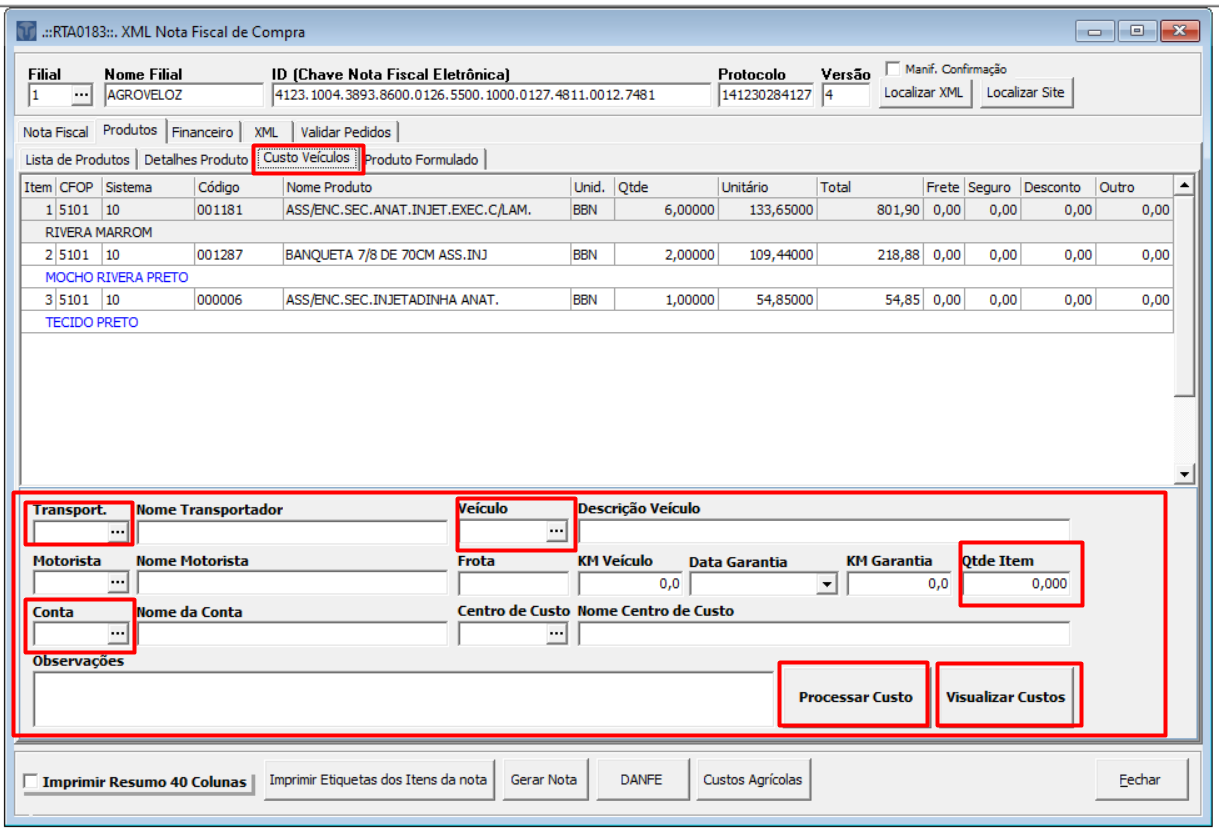 .::RTA0183::. XML Nota Fiscal de Compra
Filial Nome Filial ID (Chave Nota Fiscal Eletrônica) Protocolo Versão Manif. Confirmação
1 ... AGROVELOZ 4123.1004.3893.8600.0126.5500.1000.0127.4811.0012.7481 141230284127 4 Localizar XML Localizar Site
Nota Fiscal Produtos Financeiro XML Validar Pedidos
Lista de Produtos Detalhes Produto Custo Veículos Produto Formulado
Item CFOP Sistema Código Nome Produto Unid. Qtde Unitário Total Frete Seguro Desconto Outro
1 5101 10 001181 ASS/ENC.SEC.ANAT.INJET.EXEC.C/LAM. BBN 6,00000 133,65000 801,90 0,00 0,00 0,00 0,00
RIVERA MARROM
2 5101 10 001287 BANQUETA 7/8 DE 70CM ASS.INJ BBN 2,00000 109,44000 218,88 0,00 0,00 0,00 0,00
MOCHO RIVERA PRETO
3 5101 10 000006 ASS/ENC.SEC.INJETADINHA ANAT. BBN 1,00000 54,85000 54,85 0,00 0,00 0,00 0,00
TECIDO PRETO
Transport. Nome Transportador Veículo Descrição Veículo
... ...
Motorista Nome Motorista Frota KM Veículo Data Garantia KM Garantia Qtde Item
... 0,0 0,0 0,000
Conta Nome da Conta Centro de Custo Nome Centro de Custo
... ...
Observações
Processar Custo Visualizar Custos
Imprimir Resumo 40 Colunas Imprimir Etiquetas dos Itens da nota Gerar Nota DANFE Custos Agrícolas Fechar